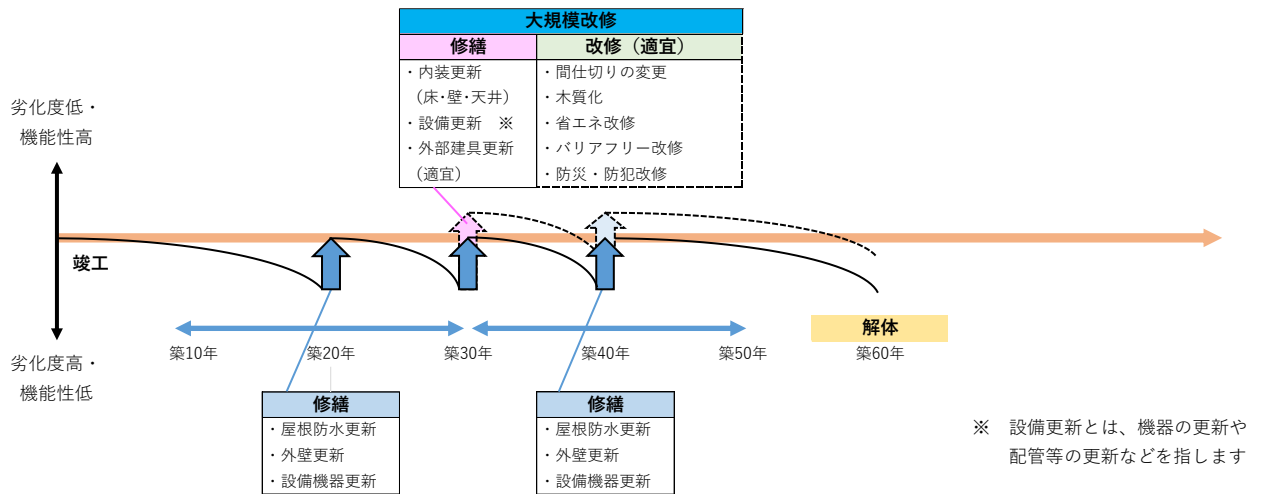 大規模改修
修繕
改修（適宜）
・内装更新
（床・壁・天井）
・設備更新　※
・外部建具更新
（適宜）
・間仕切りの変更
・木質化
・省エネ改修
・バリアフリー改修
・防災・防犯改修
劣化度低・
機能性高
竣工
劣化度高・
機能性低
築10年
築20年
築30年
築40年
築50年
解体
築60年
修繕
・屋根防水更新
・外壁更新
・設備機器更新
修繕
・屋根防水更新
・外壁更新
・設備機器更新
※　設備更新とは、機器の更新や
配管等の更新などを指します